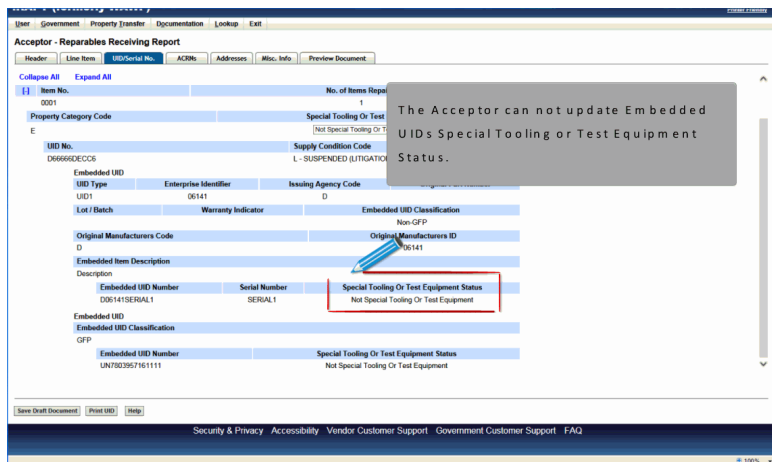 Printer Friendly
User Government Property Transfer Documentation Lookup Exit
Acceptor - Reparables Receiving Report
Header Line Item UID/Serial No. ACRNs Addresses Misc. Info Preview Document
Collapse All Expand All
[-] Item No. No. of Items Repai
0001 1
Property Category Code Special Tooling Or Test
E Not Special Tooling Or T
UID No. Supply Condition Code
D66666DECC6 L - SUSPENDED (LITIGATIO
The Acceptor can not update Embedded
UIDs Special Tooling or Test Equipment
Status.
Embedded UID
UID Type Enterprise Identifier Issuing Agency Code Original Part Number
UID1 06141 D
Lot / Batch Warranty Indicator Embedded UID Classification
Non-GFP
Original Manufacturers Code Original Manufacturers ID
D 06141
Embedded Item Description
Description
Embedded UID Number Serial Number Special Tooling Or Test Equipment Status
D06141SERIAL1 SERIAL1 Not Special Tooling Or Test Equipment
Embedded UID
Embedded UID Classification
GFP
Embedded UID Number Special Tooling Or Test Equipment Status
UN7803957161111 Not Special Tooling Or Test Equipment
Save Draft Document Print UID Help
Security & Privacy Accessibility Vendor Customer Support Government Customer Support FAQ
100%